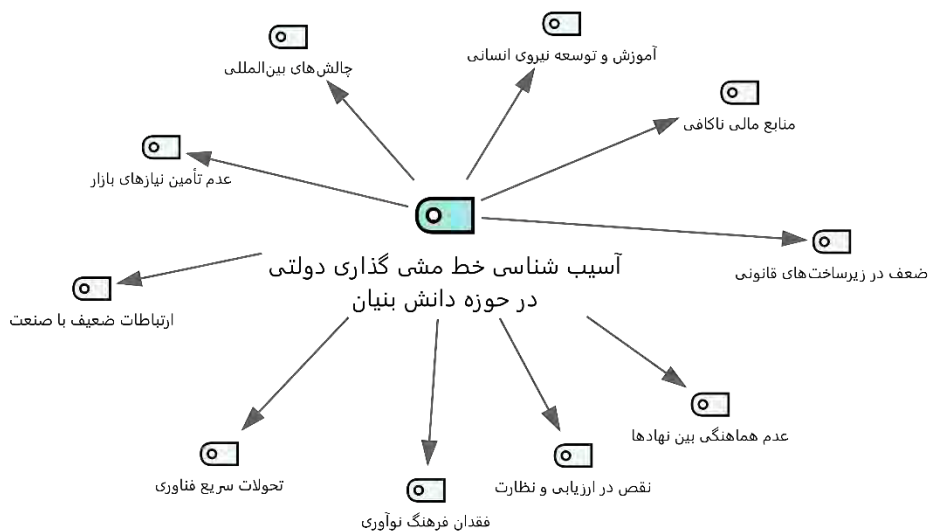 آموزش و توسعه نیروی انسانی
چالش‌های بین‌المللی
منابع مالی ناکافی
عدم تأمین نیازهای بازار
ضعف در زیرساخت‌های قانونی
آسیب شناسی خط مشی گذاری دولتی
در حوزه دانش بنیان
ارتباطات ضعیف با صنعت
عدم هماهنگی بین نهادها
نقص در ارزیابی و نظارت
تحولات سریع فناوری
فقدان فرهنگ نوآوری